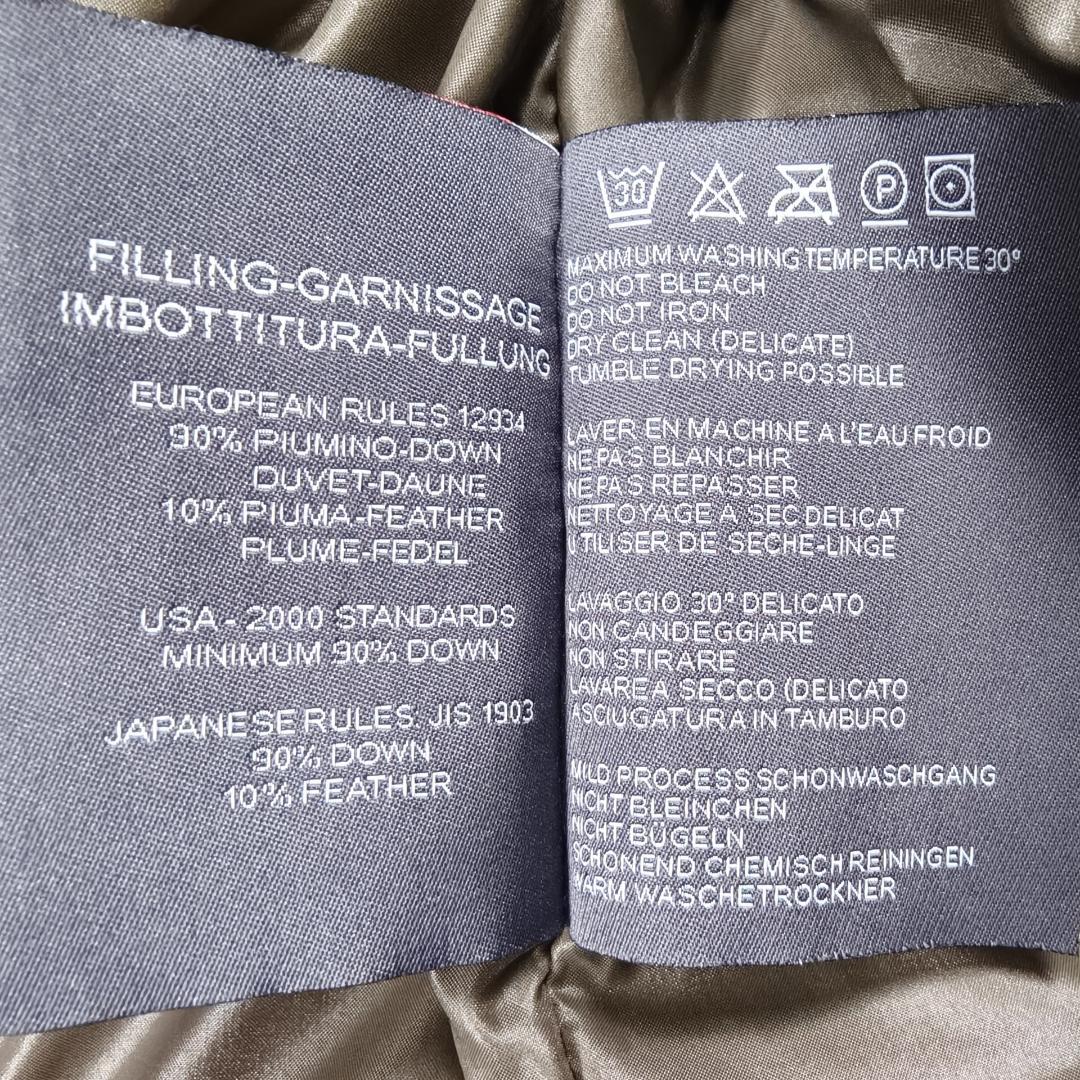 FILLING-GARNISSAGE
IMBOTTITURA-FULLUNG
EUROPEAN RULES 12934
90% PIUMINO-DOWN
DUVET-DAUNE
10% PIUMA-FEATHER
PLUME-FEDEL
USA - 2000 STANDARDS
MINIMUM 90% DOWN
JAPANESE RULES. JIS 1903
90% DOWN
10% FEATHER
30 P
MAXIMUM WASHING TEMPERATURE 30°
DO NOT BLEACH
DO NOT IRON
DRY CLEAN (DELICATE)
TUMBLE DRYING POSSIBLE
LAVER EN MACHINE A L'EAU FROID
NE PAS BLANCHIR
NE PAS REPASSER
NETTOYAGE A SEC DELICAT
UTILISER DE SECHE-LINGE
LAVAGGIO 30° DELICATO
NON CANDEGGIARE
NON STIRARE
LAVARE A SECCO (DELICATO
ASCIUGATURA IN TAMBURO
MILD PROCESS SCHONWASCHGANG
NICHT BLEINCHEN
NICHT BÜGELN
SCHONEND CHEMISCH REININGEN
WARM WASCHETROCKNER